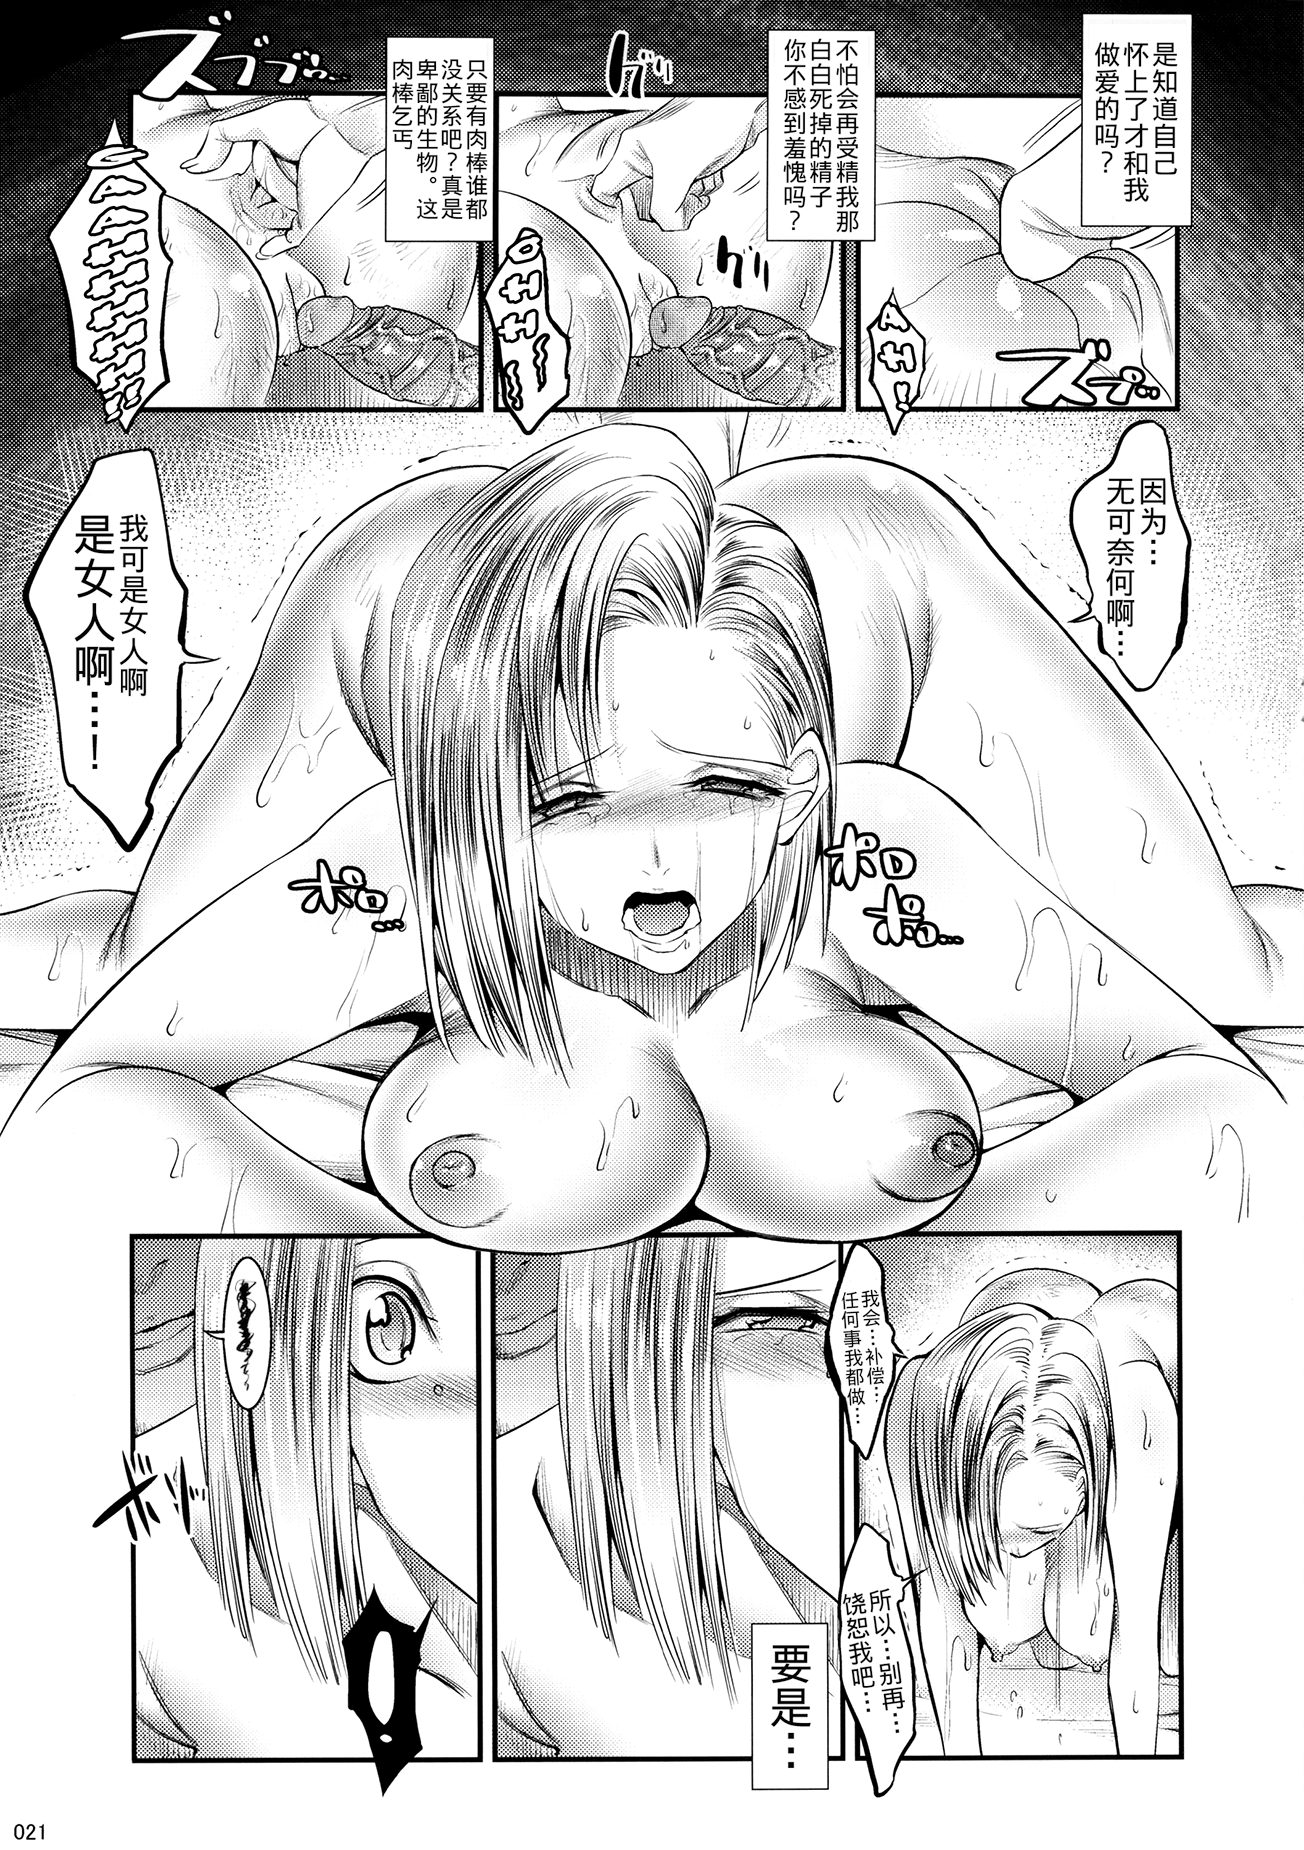 是知道自己
怀上了才和我
做爱的吗？
不怕会再受精我那
白白死掉的精子
你不感到羞愧吗？
只要有肉棒谁都
没关系吧？真是
卑鄙的生物。这
肉棒乞丐
AH!
ズプ…
OHH~~
グリ
GAAHHHHH!!
ズブブゥ…
因为…
无可奈何啊…
我可是女人啊
是女人啊…！
ポロ
ポロ…
ポロ…
我会…补偿…
任何事我都做…
所以…别再…
饶恕我吧…
要是…
！
021